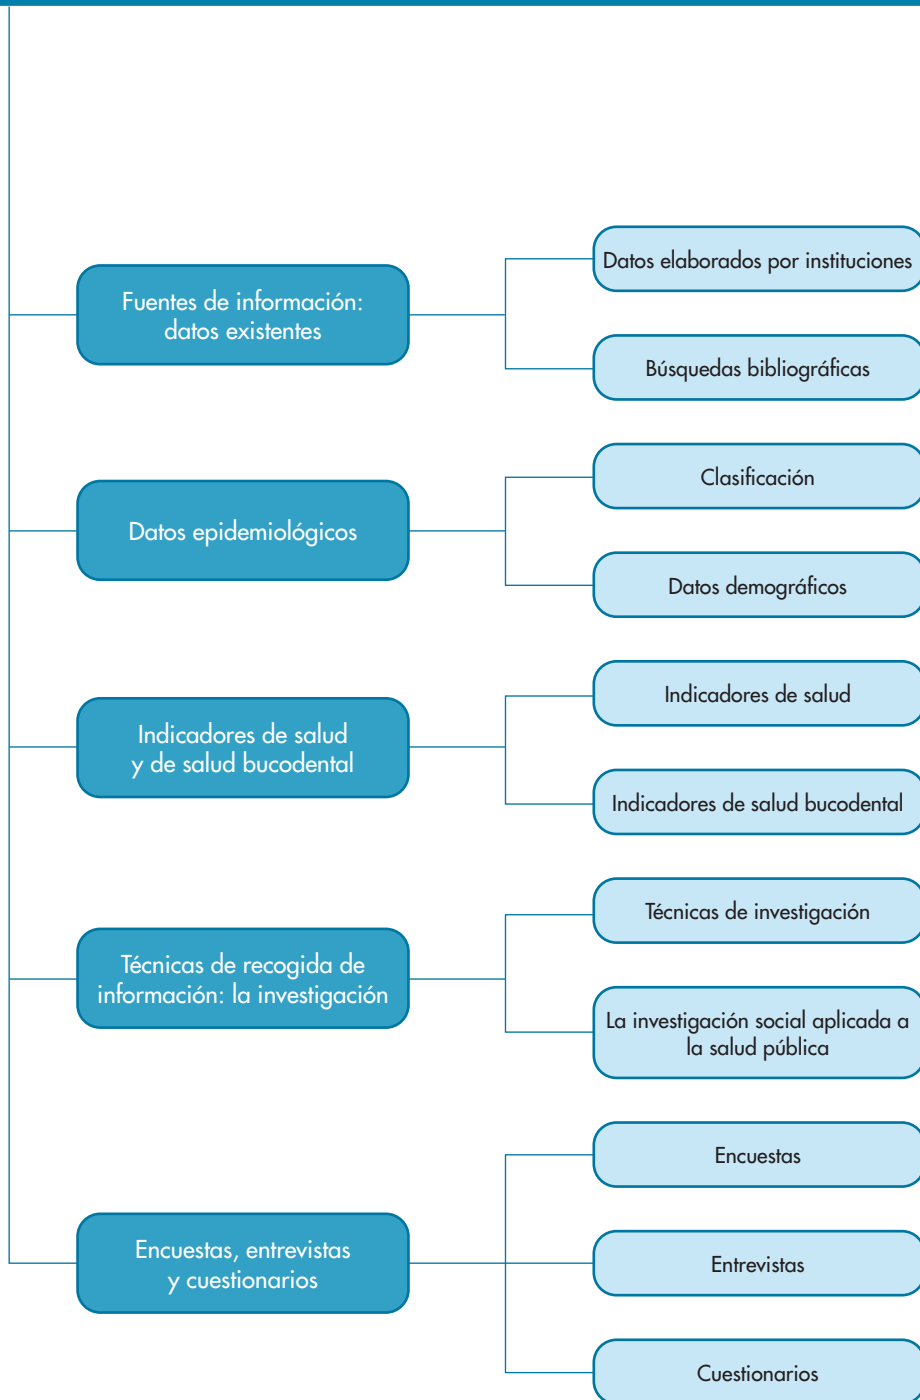 Fuentes de información:
datos existentes
Datos elaborados por instituciones
Búsquedas bibliográficas
Datos epidemiológicos
Clasificación
Datos demográficos
Indicadores de salud
y de salud bucodental
Indicadores de salud
Indicadores de salud bucodental
Técnicas de recogida de
información: la investigación
Técnicas de investigación
La investigación social aplicada a
la salud pública
Encuestas, entrevistas
y cuestionarios
Encuestas
Entrevistas
Cuestionarios